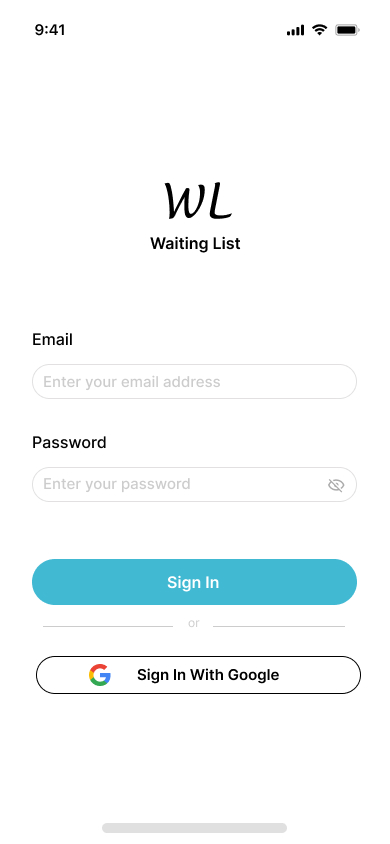 9:41
WL
Waiting List
Email
Enter your email address
Password
Enter your password
Sign In
or
Sign In With Google